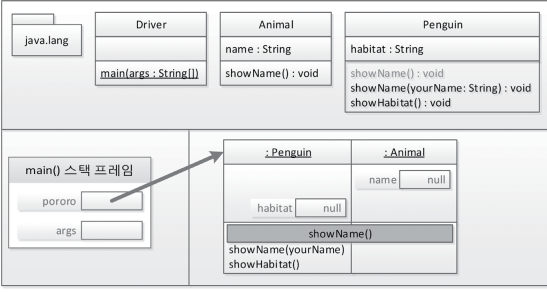 java.lang
Driver
main(args : String[])
Animal
name : String
showName() : void
Penguin
habitat : String
showName() : void
showName(yourName: String) : void
showHabitat() : void
main() 스택 프레임
pororo
args
: Penguin
: Animal
name null
habitat null
showName()
showName(yourName)
showHabitat()